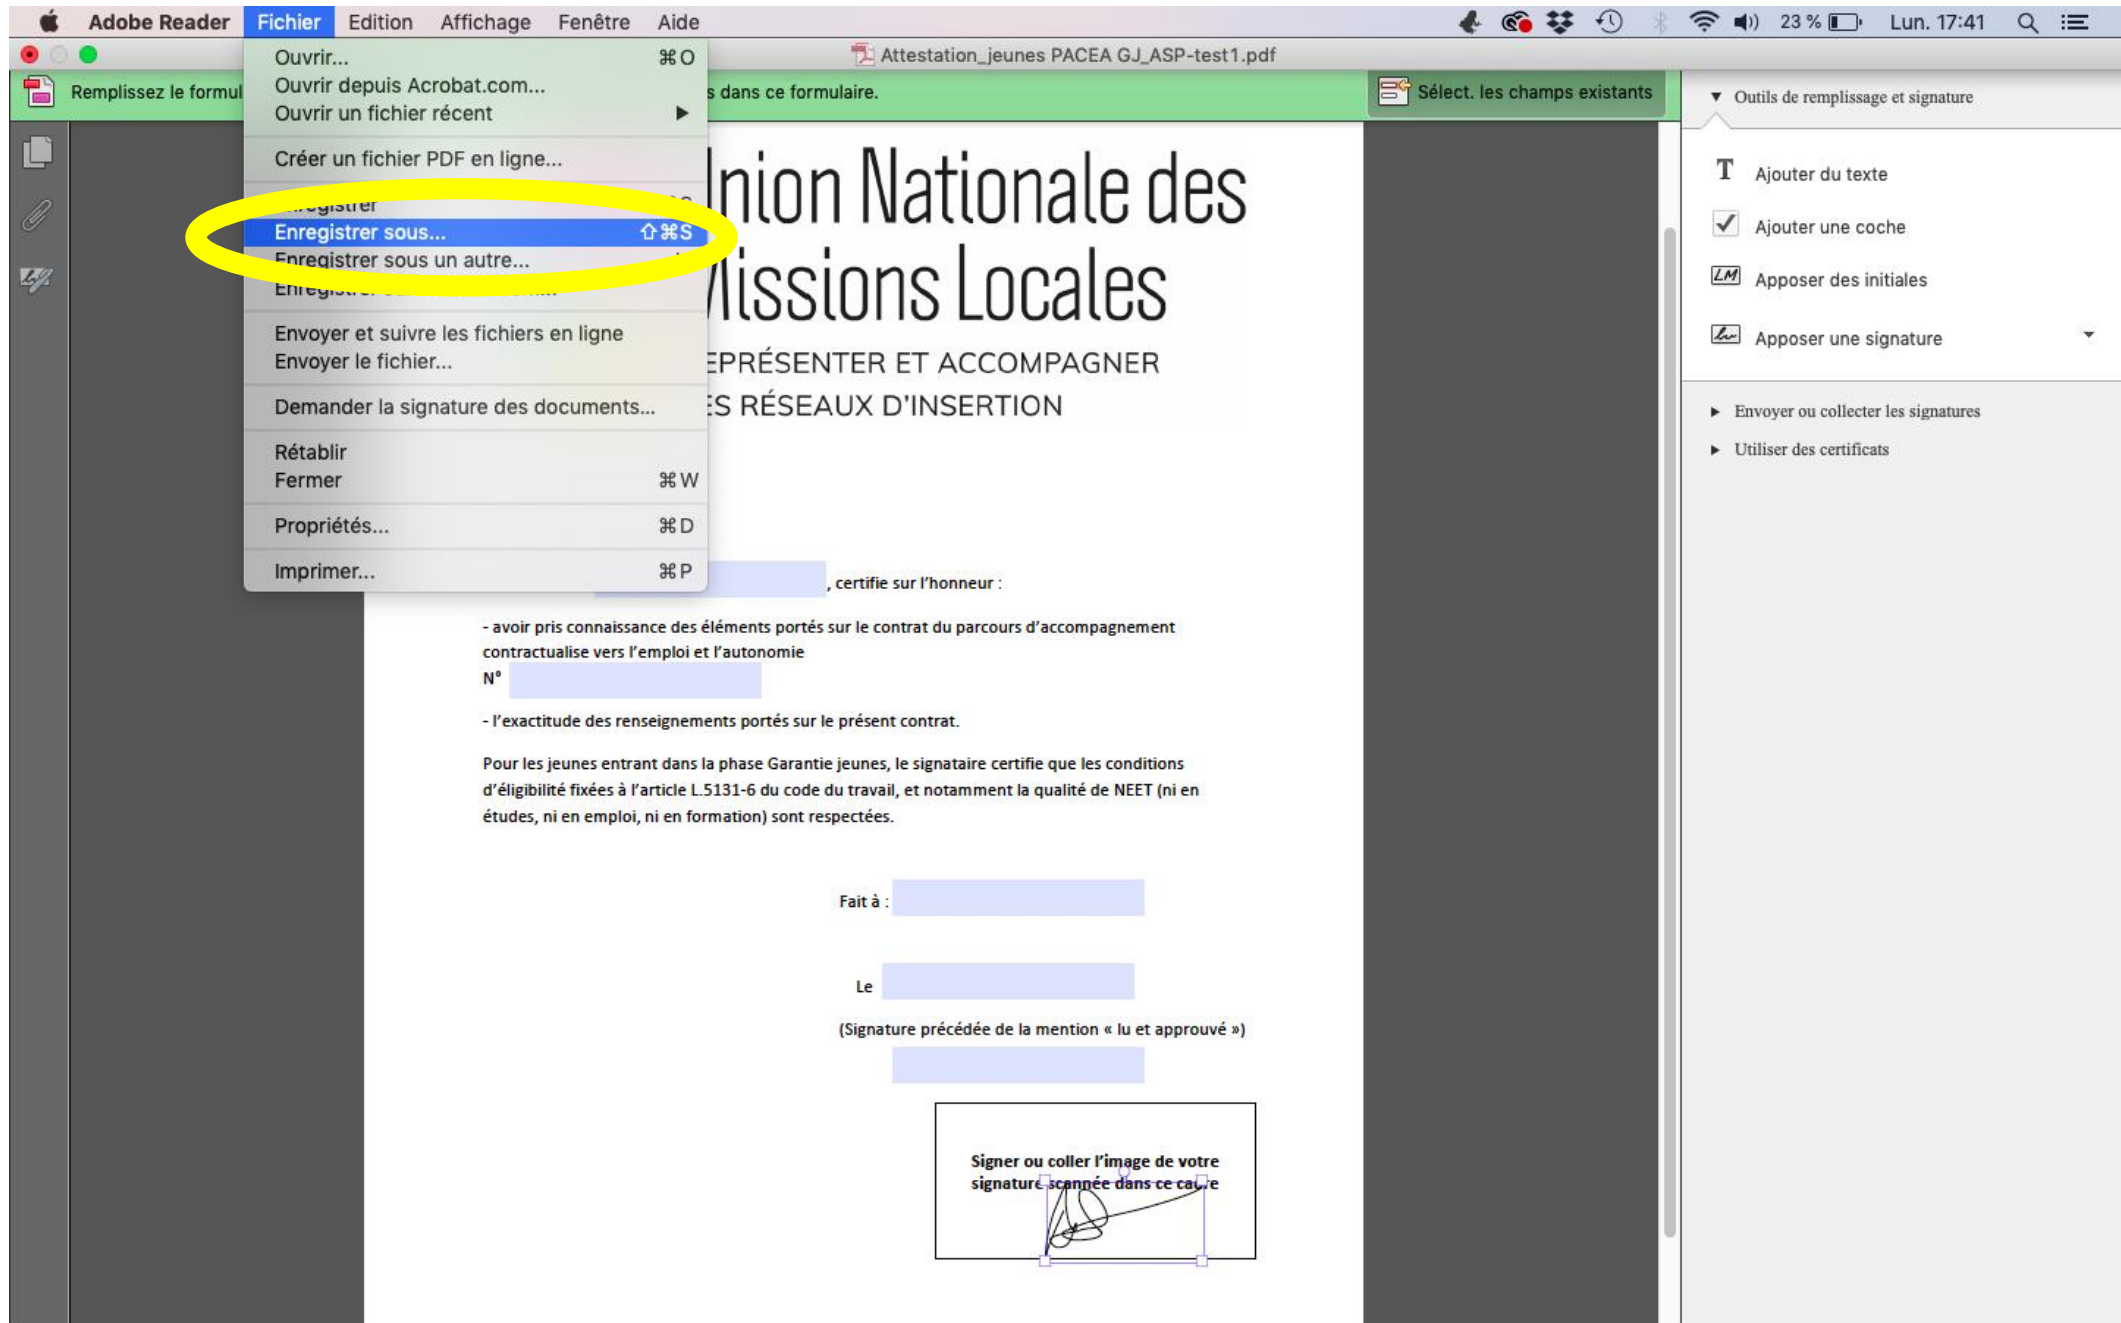 Adobe Reader Fichier Edition Affichage Fenêtre Aide 23 % Lun. 17:41
Attestation_jeunes PACEA GJ_ASP-test1.pdf
Remplissez le formul
s dans ce formulaire.
Sélect. les champs existants
Ouvrir... ⌘O
Ouvrir depuis Acrobat.com...
Ouvrir un fichier récent ▶
Créer un fichier PDF en ligne...
Enregistrer
Enregistrer sous... ⇧⌘S
Enregistrer sous un autre...
Envoyer et suivre les fichiers en ligne
Envoyer le fichier...
Demander la signature des documents...
Rétablir
Fermer ⌘W
Propriétés... ⌘D
Imprimer... ⌘P
nion Nationale des
Missions Locales
EPRÉSENTER ET ACCOMPAGNER
ES RÉSEAUX D'INSERTION
, certifie sur l'honneur :
- avoir pris connaissance des éléments portés sur le contrat du parcours d'accompagnement
contractualise vers l'emploi et l'autonomie
N°
- l'exactitude des renseignements portés sur le présent contrat.
Pour les jeunes entrant dans la phase Garantie jeunes, le signataire certifie que les conditions
d'éligibilité fixées à l'article L.5131-6 du code du travail, et notamment la qualité de NEET (ni en
études, ni en emploi, ni en formation) sont respectées.
Fait à :
Le
(Signature précédée de la mention « lu et approuvé »)
Signer ou coller l'image de votre
signature scannée dans ce cadre
▼ Outils de remplissage et signature
T Ajouter du texte
Ajouter une coche
LM Apposer des initiales
Apposer une signature
▶ Envoyer ou collecter les signatures
▶ Utiliser des certificats